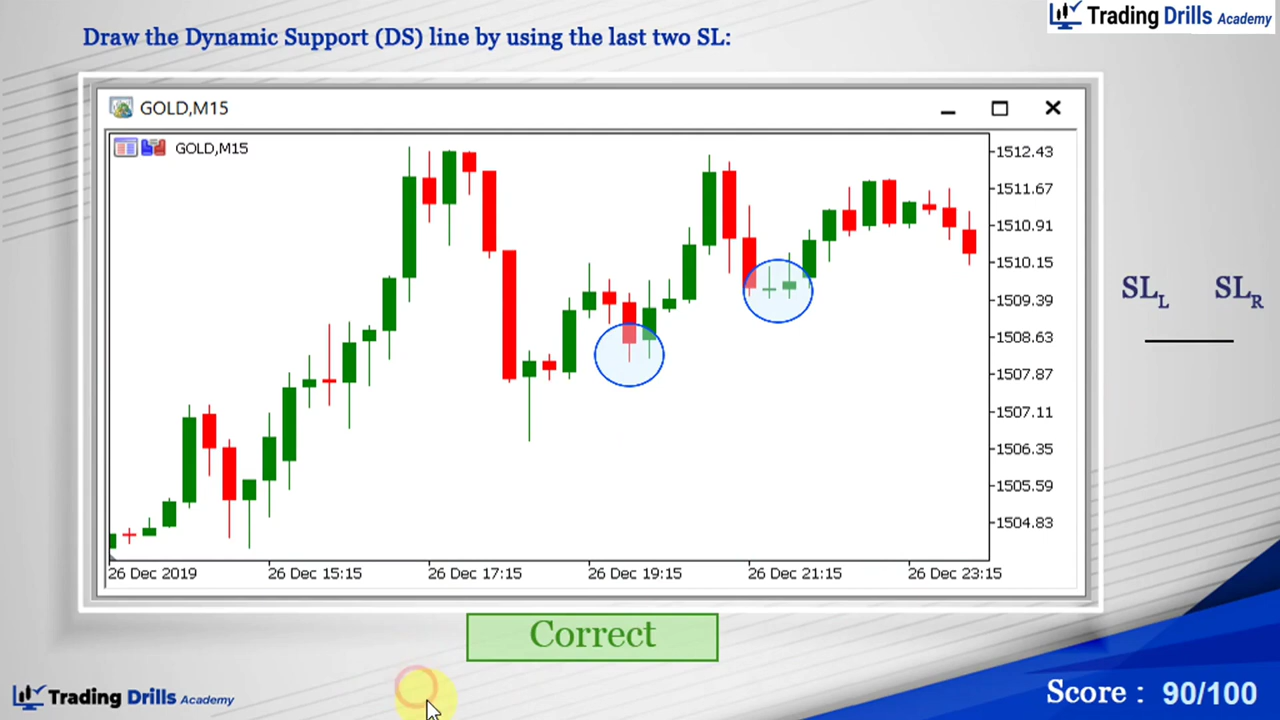 Trading Drills Academy
Draw the Dynamic Support (DS) line by using the last two SL:
GOLD,M15
GOLD,M15
1512.43
1511.67
1510.91
1510.15
1509.39
1508.63
1507.87
1507.11
1506.35
1505.59
1504.83
SLL SLR
26 Dec 2019 26 Dec 15:15 26 Dec 17:15 26 Dec 19:15 26 Dec 21:15 26 Dec 23:15
Correct
Trading Drills Academy
Score : 90/100